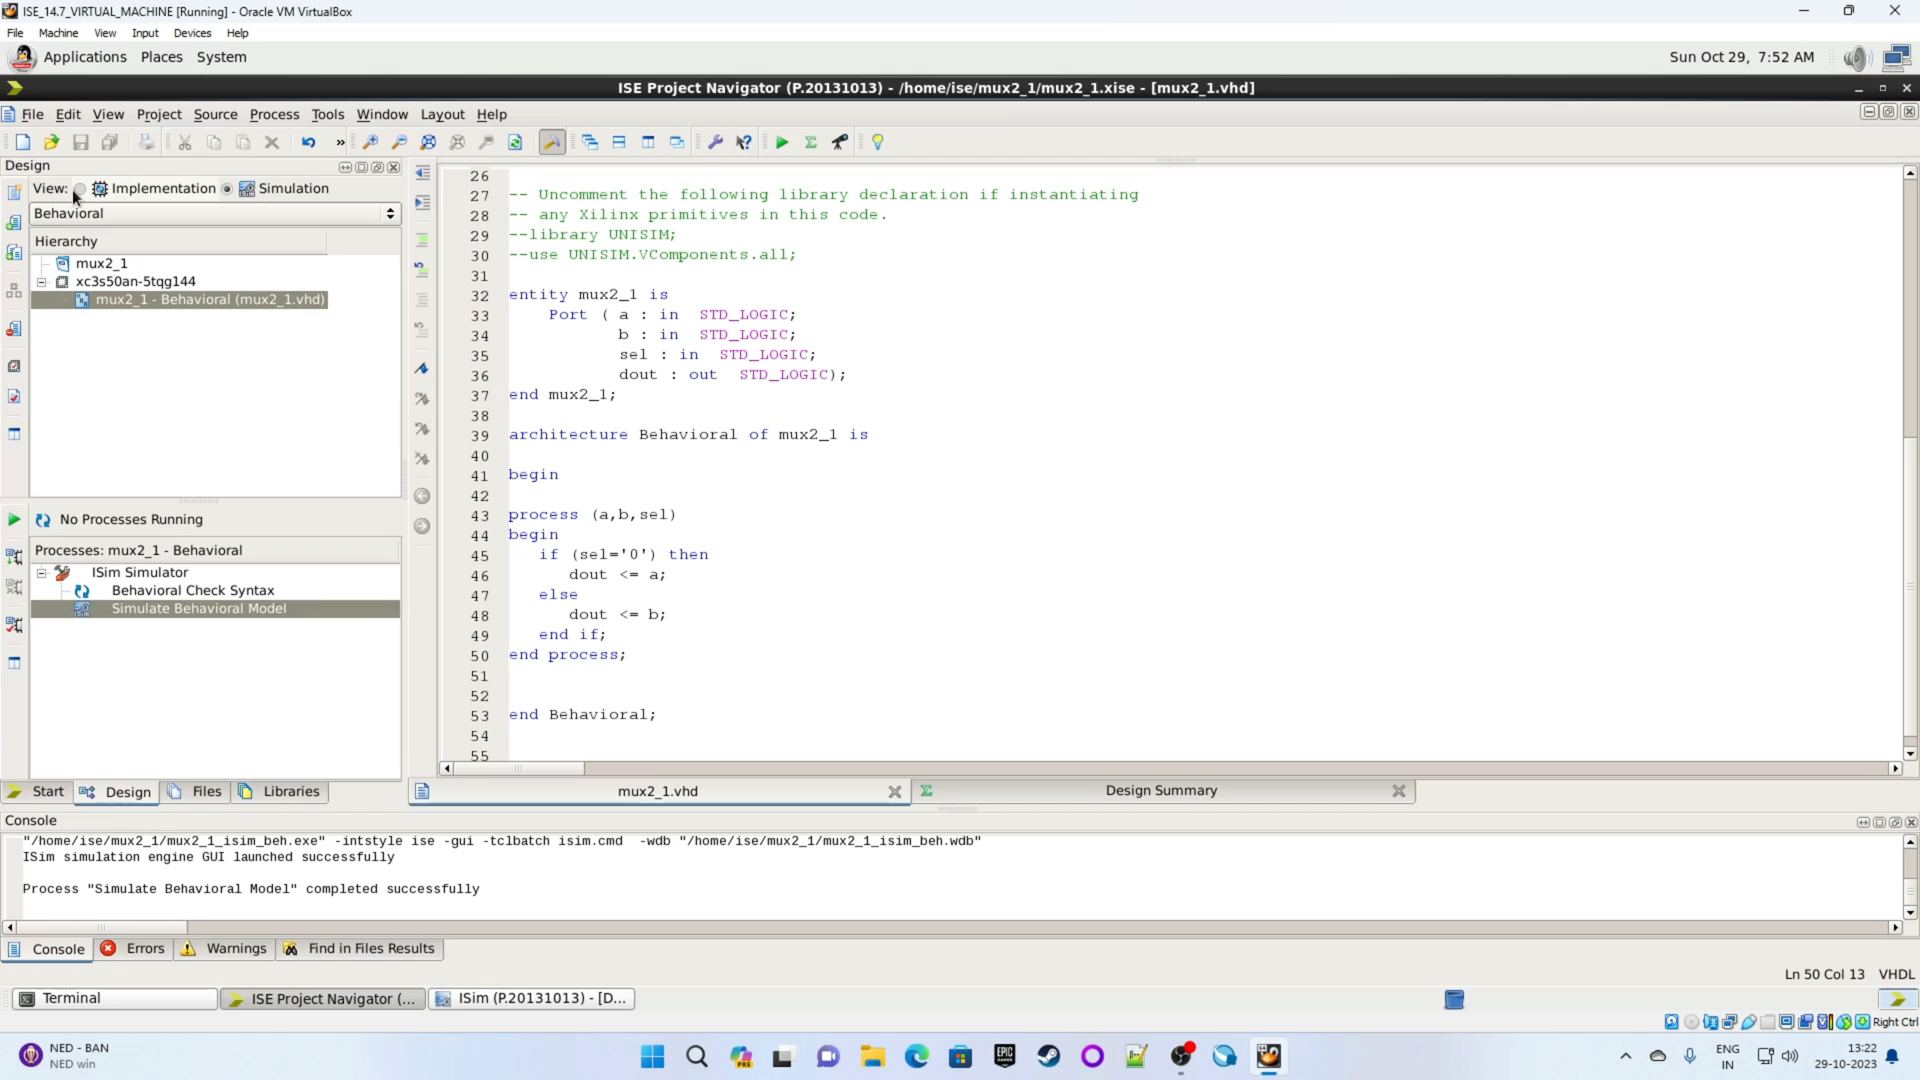 ISE_14.7_VIRTUAL_MACHINE [Running] - Oracle VM VirtualBox
File Machine View Input Devices Help
Applications Places System Sun Oct 29, 7:52 AM
ISE Project Navigator (P.20131013) - /home/ise/mux2_1/mux2_1.xise - [mux2_1.vhd]
File Edit View Project Source Process Tools Window Layout Help
»
Design
View: Implementation Simulation
Behavioral
Hierarchy
mux2_1
xc3s50an-5tqg144
mux2_1 - Behavioral (mux2_1.vhd)
No Processes Running
Processes: mux2_1 - Behavioral
ISim Simulator
Behavioral Check Syntax
Simulate Behavioral Model
Start Design Files Libraries
26
27 -- Uncomment the following library declaration if instantiating
28 -- any Xilinx primitives in this code.
29 --library UNISIM;
30 --use UNISIM.VComponents.all;
31
32 entity mux2_1 is
33 Port ( a : in STD_LOGIC;
34 b : in STD_LOGIC;
35 sel : in STD_LOGIC;
36 dout : out STD_LOGIC);
37 end mux2_1;
38
39 architecture Behavioral of mux2_1 is
40
41 begin
42
43 process (a,b,sel)
44 begin
45 if (sel='0') then
46 dout <= a;
47 else
48 dout <= b;
49 end if;
50 end process;
51
52
53 end Behavioral;
54
55
mux2_1.vhd Design Summary
Console
"/home/ise/mux2_1/mux2_1_isim_beh.exe" -intstyle ise -gui -tclbatch isim.cmd -wdb "/home/ise/mux2_1/mux2_1_isim_beh.wdb"
ISim simulation engine GUI launched successfully
Process "Simulate Behavioral Model" completed successfully
Console Errors Warnings Find in Files Results
Ln 50 Col 13 VHDL
Terminal ISE Project Navigator (... ISim (P.20131013) - [D...
Right Ctrl
NED - BAN
NED win
PRE
EPIC GAMES
ENG
IN
13:22
29-10-2023